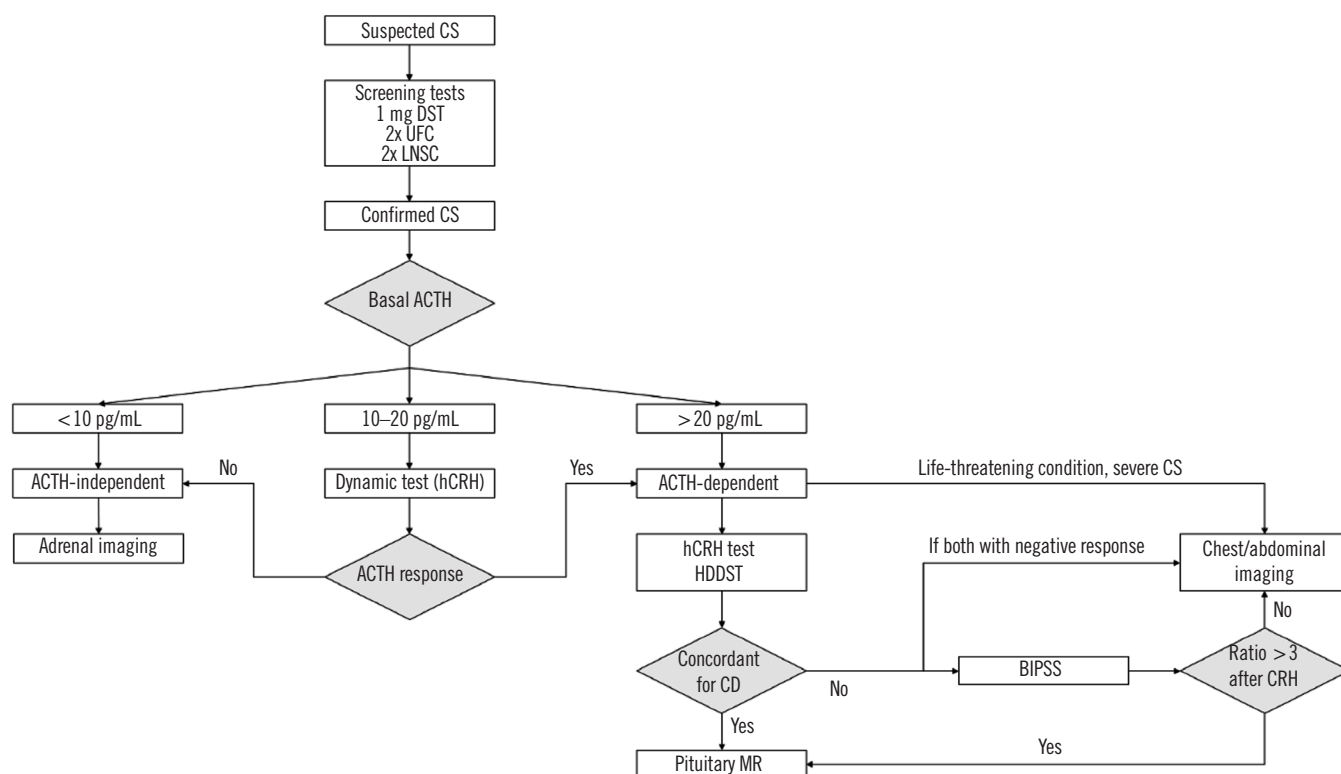 Suspected CS
Screening tests
1 mg DST
2x UFC
2x LNSC
Confirmed CS
Basal ACTH
< 10 pg/mL
10–20 pg/mL
> 20 pg/mL
No
Yes
Life-threatening condition, severe CS
ACTH-independent
Dynamic test (hCRH)
ACTH-dependent
Adrenal imaging
ACTH response
hCRH test
HDDST
If both with negative response
Chest/abdominal
imaging
No
Concordant
for CD
No
BIPSS
Ratio > 3
after CRH
Yes
Pituitary MR
Yes